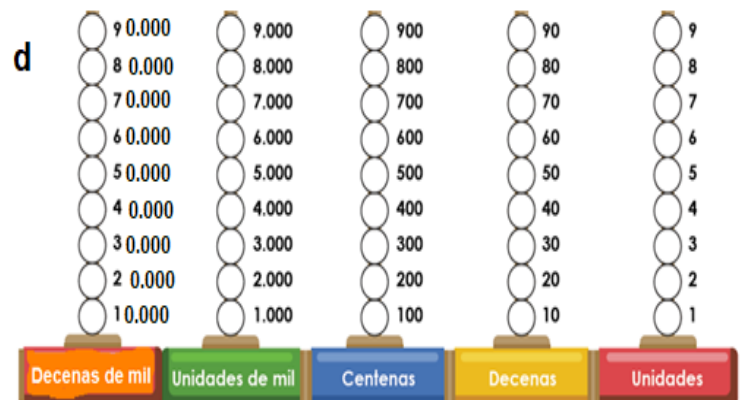 9 0.000 9.000 900 90 9
d
8 0.000 8.000 800 80 8
7 0.000 7.000 700 70 7
6 0.000 6.000 600 60 6
5 0.000 5.000 500 50 5
4 0.000 4.000 400 40 4
3 0.000 3.000 300 30 3
2 0.000 2.000 200 20 2
1 0.000 1.000 100 10 1
Decenas de mil Unidades de mil Centenas Decenas Unidades